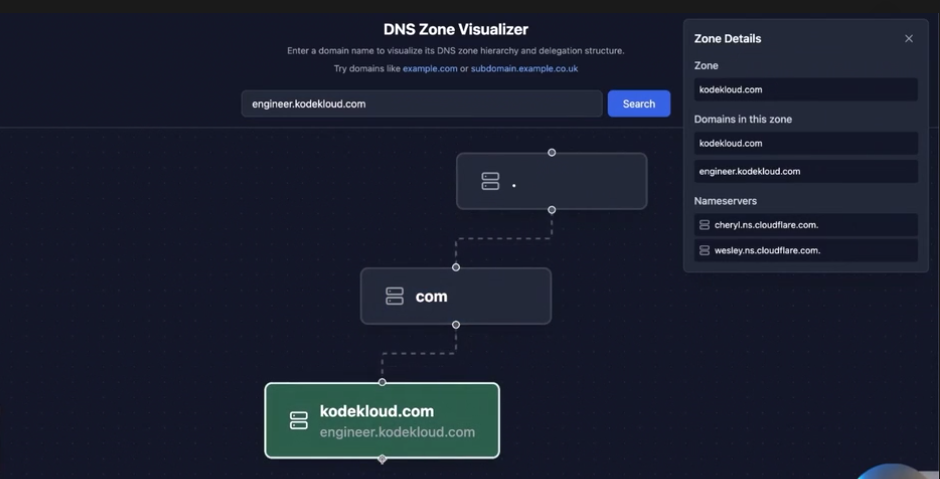 DNS Zone Visualizer
Enter a domain name to visualize its DNS zone hierarchy and delegation structure.
Try domains like example.com or subdomain.example.co.uk
engineer.kodekloud.com
Search
.
com
kodekloud.com
engineer.kodekloud.com
Zone Details
Zone
kodekloud.com
Domains in this zone
kodekloud.com
engineer.kodekloud.com
Nameservers
cheryl.ns.cloudflare.com.
wesley.ns.cloudflare.com.